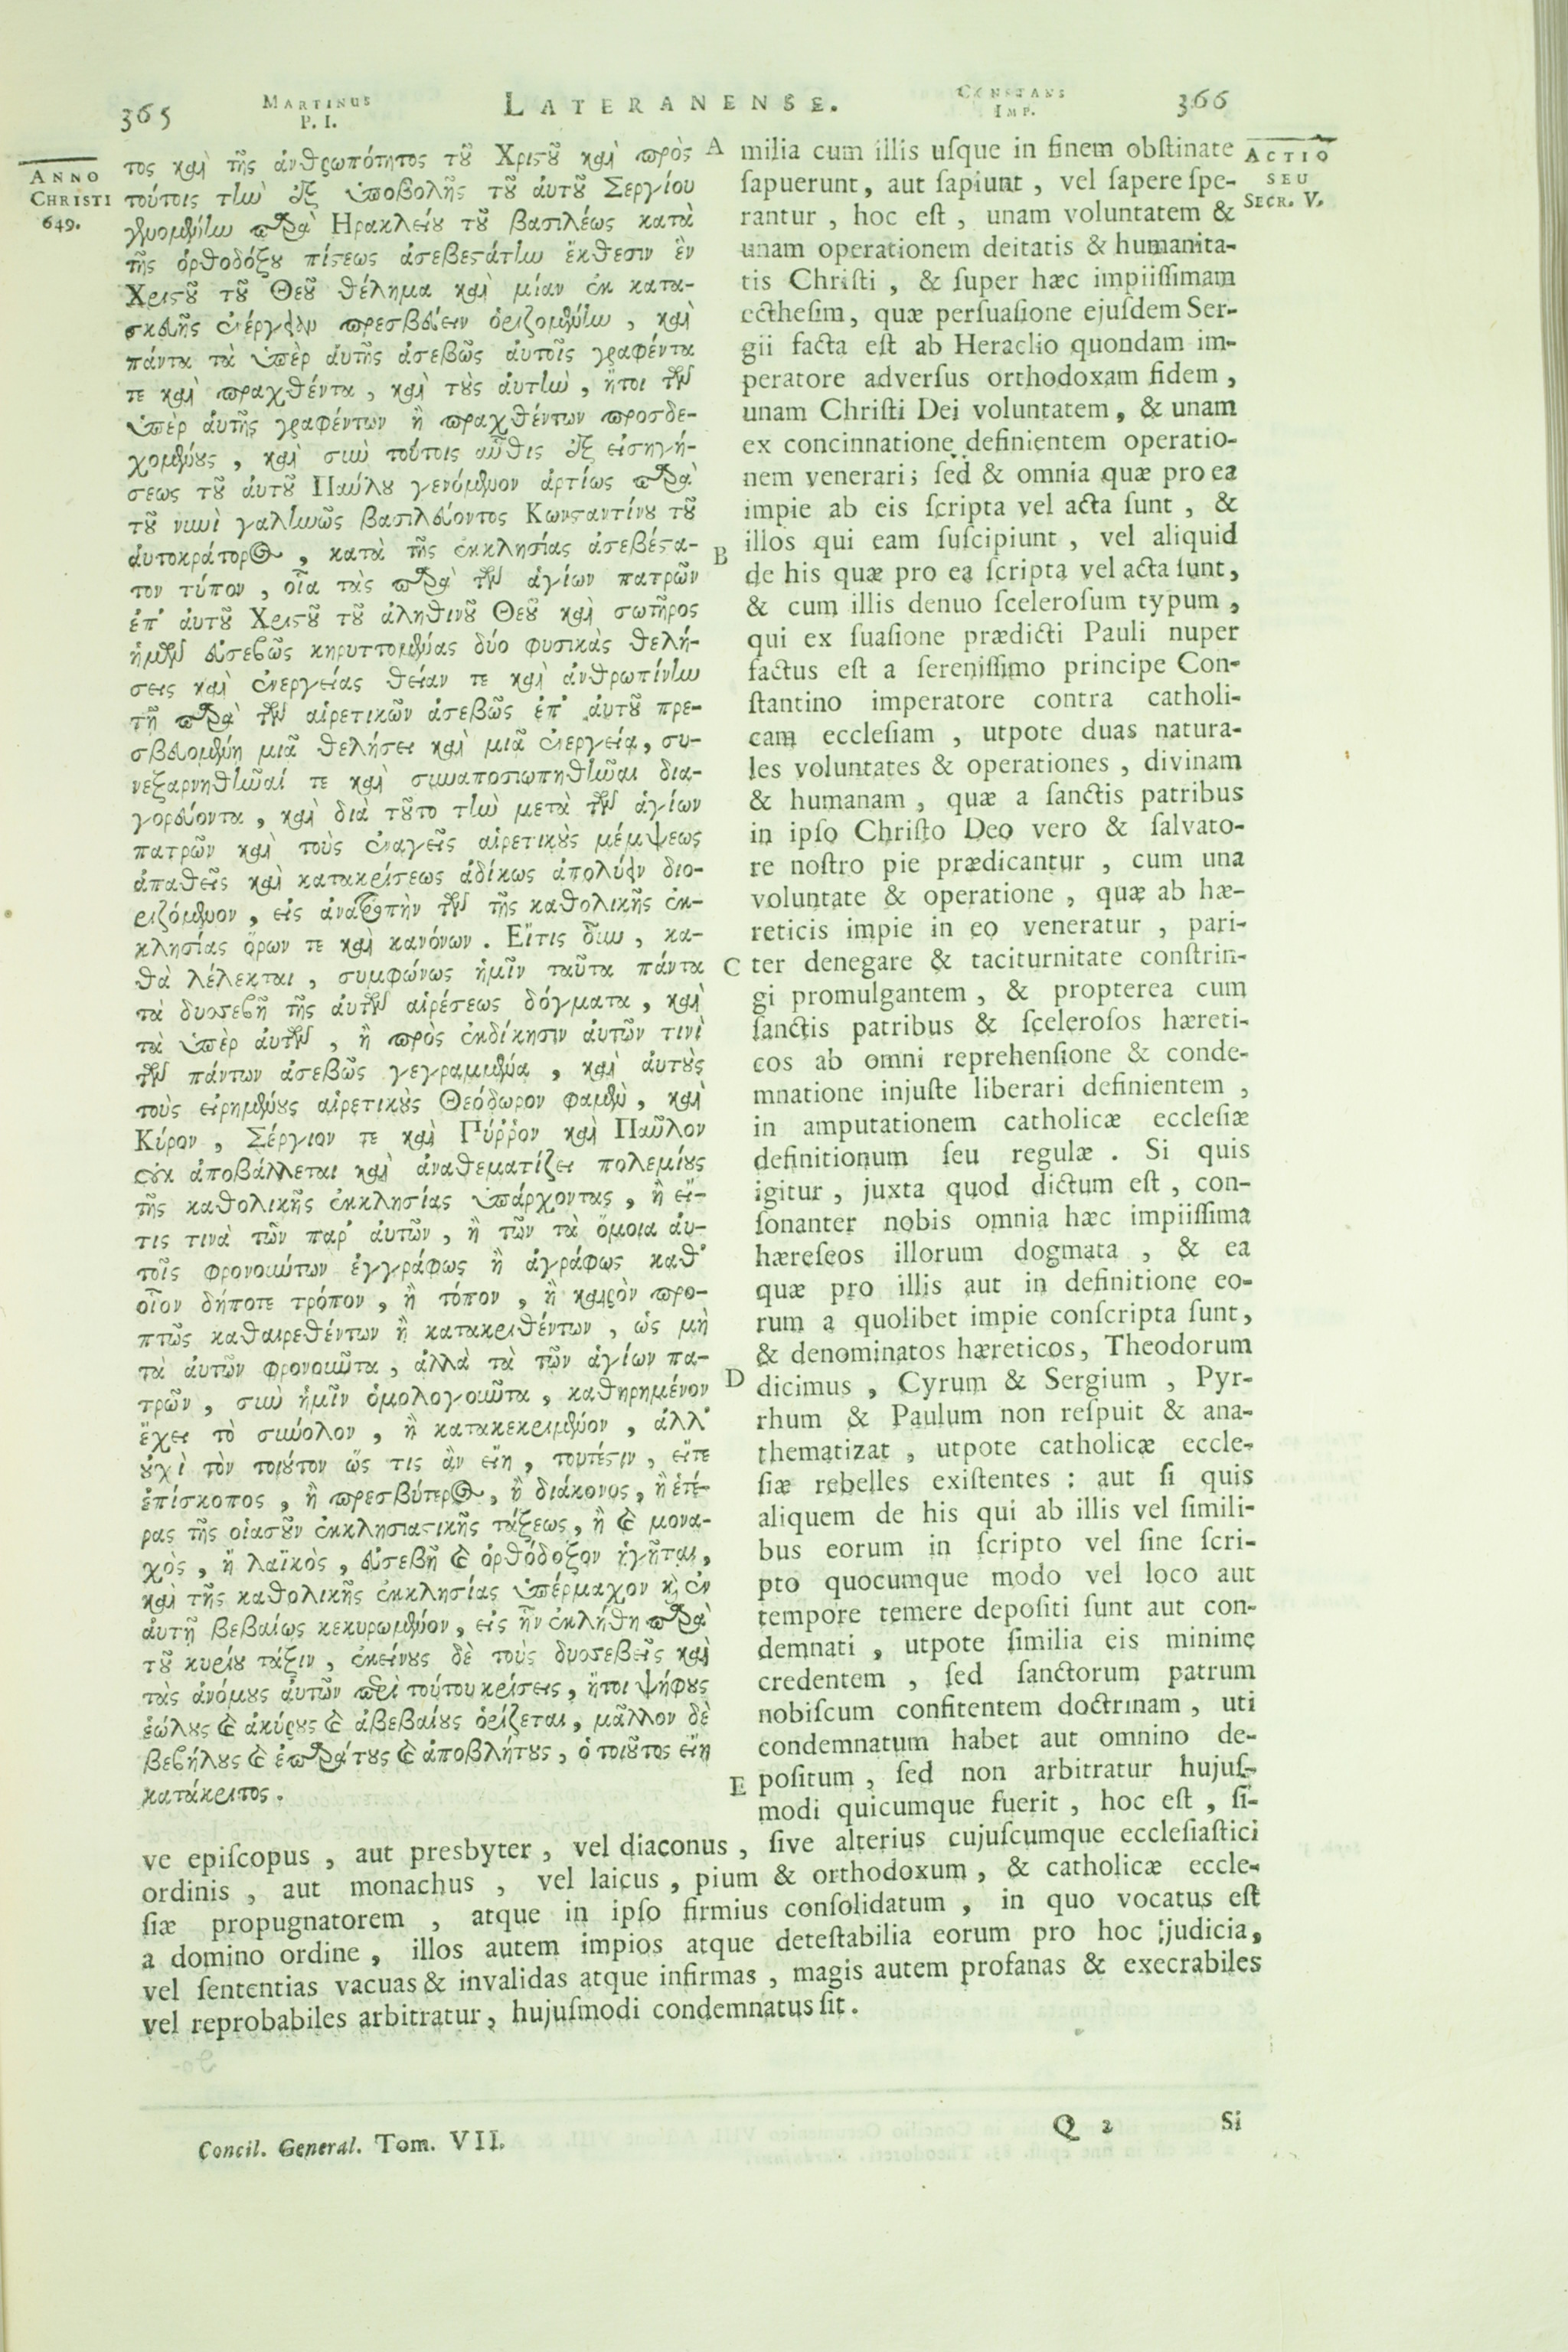 365
MARTINUS
P. I.
LATERANENSE.
CONSTANS
IMP.
366
ANNO
CHRISTI
649.
τος καὶ τῆς ἀνθρωπότητος τοῦ Χριστοῦ καὶ πρὸς
τούτοις τὴν ἐξ ὑποβολῆς τοῦ αὐτοῦ Σεργίου
γενομένην παρὰ Ηρακλείου τοῦ βασιλέως κατὰ
τῆς ὀρθοδόξου πίστεως ἀσεβεστάτην ἔκθεσιν ἓν
Χριστοῦ τοῦ Θεοῦ θέλημα καὶ μίαν ἐκ κατα-
σκευῆς ἐνέργειαν πρεσβεύειν ὁριζομένην, καὶ
πάντα τὰ ὑπὲρ αὐτῆς ἀσεβῶς αὐτοῖς γραφέντα
τε καὶ πραχθέντα, καὶ τοὺς αὐτὴν, ἤτοι τῶν
ὑπὲρ αὐτῆς γραφέντων ἢ πραχθέντων προσδε-
χομένους, καὶ σὺν τούτοις αὖθις ἐξ εἰσηγή-
σεως τοῦ αὐτοῦ Παύλου γενόμενον ἀρτίως παρὰ
τοῦ νυνὶ γαληνῶς βασιλεύοντος Κωνσταντίνου τοῦ
αὐτοκράτορος, κατὰ τῆς ἐκκλησίας ἀσεβέστα-
τον τύπον, οἷα τὰς παρὰ τῶν ἁγίων πατρῶν
ἐπ' αὐτοῦ Χριστοῦ τοῦ ἀληθινοῦ Θεοῦ καὶ σωτῆρος
ἡμῶν εὐσεβῶς κηρυττομένας δύο φυσικὰς θελή-
σεις καὶ ἐνεργείας θείαν τε καὶ ἀνθρωπίνην
τῇ παρὰ τῶν αἱρετικῶν ἀσεβῶς ἐπ' αὐτοῦ πρε-
σβευομένῃ μιᾷ θελήσει καὶ μιᾷ ἐνεργείᾳ, συ-
νεξαρνηθῆναί τε καὶ συναποσιωπηθῆναι δια-
γορεύοντα, καὶ διὰ τοῦτο τὴν μετὰ τῶν ἁγίων
πατρῶν καὶ τοὺς ἐναγεῖς αἱρετικοὺς μέμψεως
ἀπαθεῖς καὶ κατακρίσεως ἀδίκως ἀπολύειν διο-
ριζόμενον, εἰς ἀνατροπὴν τῶν τῆς καθολικῆς ἐκ-
κλησίας ὅρων τε καὶ κανόνων. Εἴτις οὖν, κα-
θὰ λέλεκται, συμφώνως ἡμῖν ταῦτα πάντα
τὰ δυσσεβῆ τῆς αὐτῶν αἱρέσεως δόγματα, καὶ
τὰ ὑπὲρ αὐτῶν, ἢ πρὸς ἐκδίκησιν αὐτῶν τινὶ
τῶν πάντων ἀσεβῶς γεγραμμένα, καὶ αὐτοὺς
τοὺς εἰρημένους αἱρετικοὺς Θεόδωρον φαμὲν, καὶ
Κύρον, Σέργιον τε καὶ Πύῤῥον καὶ Παῦλον
οὐκ ἀποβάλλεται καὶ ἀναθεματίζει πολεμίους
τῆς καθολικῆς ἐκκλησίας ὑπάρχοντας, ἢ εἴ-
τις τινὰ τῶν παρ' αὐτῶν, ἢ τῶν τὰ ὅμοια αὐ-
τοῖς φρονούντων ἐγγράφως ἢ ἀγράφως καθ'
οἷον δήποτε τρόπον, ἢ τόπον, ἢ καιρὸν προ-
πτῶς καθαιρεθέντων ἢ κατακριθέντων, ὡς μὴ
τὰ αὐτῶν φρονοῦντα, ἀλλὰ τὰ τῶν ἁγίων πα-
τρῶν, σὺν ἡμῖν ὁμολογοῦντα, καθηρημένον
ἔχει τὸ σύνολον, ἢ κατακεκριμένον, ἀλλ'
οὐχὶ τὸν τοιοῦτον ὥς τις ἂν εἴη, τουτέστιν, εἴτε
ἐπίσκοπος, ἢ πρεσβύτερος, ἢ διάκονος, ἢ ἑτέ-
ρας τῆς οἱασοῦν ἐκκλησιαστικῆς τάξεως, ἢ καὶ μονα-
χὸς, ἢ λαϊκὸς, εὐσεβῆ καὶ ὀρθόδοξον ἡγῆται,
καὶ τῆς καθολικῆς ἐκκλησίας ὑπέρμαχον καὶ ἐν
αὐτῇ βεβαίως κεκυρωμένον, εἰς ἣν ἐκλήθη παρὰ
τοῦ κυρίου τάξιν, ἐκείνους δὲ τοὺς δυσσεβεῖς καὶ
τὰς ἀνόμους αὐτῶν περὶ τούτου κρίσεις, ἤτοι ψήφους
ἑώλους καὶ ἀκύρους καὶ ἀβεβαίους ὁρίζεται, μᾶλλον δὲ
βεβήλους καὶ ἐπαράτους καὶ ἀποβλήτους, ὁ τοιοῦτος εἴη
κατάκριτος.
A
B
C
D
E
milia cum illis uſque in finem obſtinate
ſapuerunt, aut ſapiunt, vel ſapere ſpe-
rantur, hoc eſt, unam voluntatem &
unam operationem deitatis & humanita-
tis Chriſti, & ſuper hæc impiiſſimam
ecthesim, quæ perſuaſione ejuſdem Ser-
gii facta eſt ab Heraclio quondam im-
peratore adverſus orthodoxam fidem,
unam Chriſti Dei voluntatem, & unam
ex concinnatione definientem operatio-
nem venerari; ſed & omnia quæ pro ea
impie ab eis ſcripta vel acta ſunt, &
illos qui eam ſuſcipiunt, vel aliquid
de his quæ pro ea ſcripta vel acta ſunt,
& cum illis denuo ſceleroſum typum,
qui ex ſuaſione prædicti Pauli nuper
factus eſt a ſereniſſimo principe Con-
ſtantino imperatore contra catholi-
cam eccleſiam, utpote duas natura-
les voluntates & operationes, divinam
& humanam, quæ a ſanctis patribus
in ipſo Chriſto Deo vero & ſalvato-
re noſtro pie prædicantur, cum una
voluntate & operatione, quæ ab hæ-
reticis impie in eo veneratur, pari-
ter denegare & taciturnitate conſtrin-
gi promulgantem, & propterea cum
ſanctis patribus & ſceleroſos hæreti-
cos ab omni reprehenſione & conde-
mnatione injuſte liberari definientem,
in amputationem catholicæ eccleſiæ
definitionum ſeu regulæ. Si quis
igitur, juxta quod dictum eſt, con-
ſonanter nobis omnia hæc impiiſſima
hæreſeos illorum dogmata, & ea
quæ pro illis aut in definitione eo-
rum a quolibet impie conſcripta ſunt,
& denominatos hæreticos, Theodorum
dicimus, Cyrum & Sergium, Pyr-
rhum & Paulum non reſpuit & ana-
thematizat, utpote catholicæ eccle-
ſiæ rebelles exiſtentes: aut ſi quis
aliquem de his qui ab illis vel ſimili-
bus eorum in ſcripto vel ſine ſcri-
pto quocumque modo vel loco aut
tempore temere depoſiti ſunt aut con-
demnati, utpote ſimilia eis minime
credentem, ſed ſanctorum patrum
nobiſcum confitentem doctrinam, uti
condemnatum habet aut omnino de-
poſitum, ſed non arbitratur hujuſ-
modi quicumque fuerit, hoc eſt, ſi-
ACTIO
SEU
SECR. V.
ve epiſcopus, aut presbyter, vel diaconus, ſive alterius cujuſcumque eccleſiaſtici
ordinis, aut monachus, vel laicus, pium & orthodoxum, & catholicæ eccle-
ſiæ propugnatorem, atque in ipſo firmius conſolidatum, in quo vocatus eſt
a domino ordine, illos autem impios atque deteſtabilia eorum pro hoc judicia,
vel ſententias vacuas & invalidas atque infirmas, magis autem profanas & execrabiles
vel reprobabiles arbitratur, hujuſmodi condemnatus ſit.
Concil. General. Tom. VII.
Q 2
Si